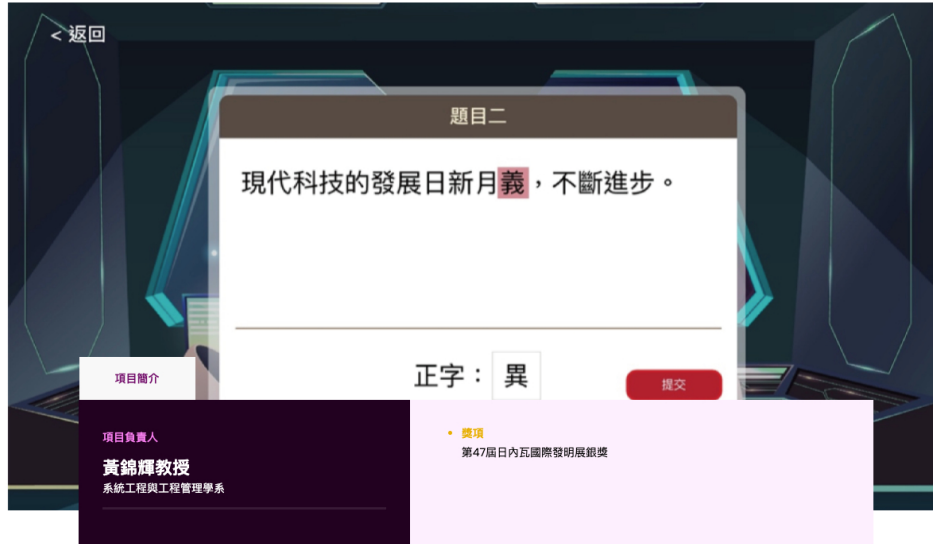 < 返回
題目二
現代科技的發展日新月義，不斷進步。
正字： 異
提交
項目簡介
項目負責人
黃錦輝教授
系統工程與工程管理學系
• 獎項
第47屆日內瓦國際發明展銀獎